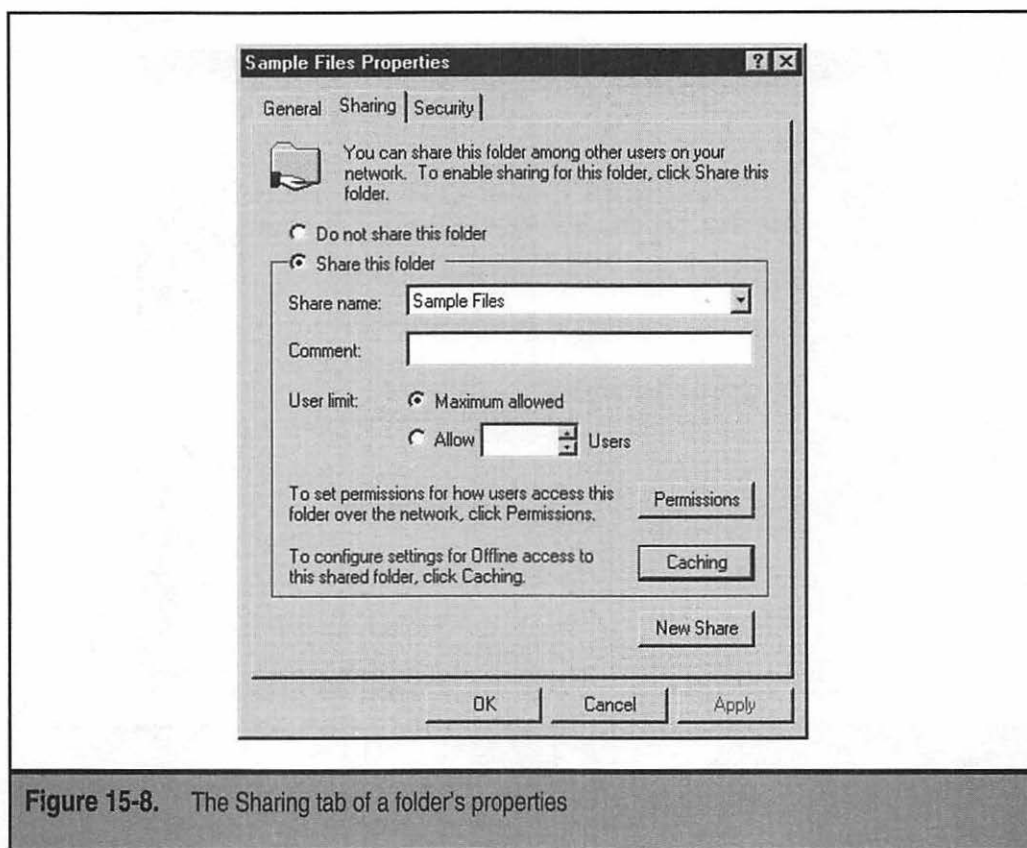 Sample Files Properties
General Sharing Security
You can share this folder among other users on your
network. To enable sharing for this folder, click Share this
folder.
Do not share this folder
Share this folder
Share name: Sample Files
Comment:
User limit: Maximum allowed
Allow Users
To set permissions for how users access this
folder over the network, click Permissions.
Permissions
To configure settings for Offline access to
this shared folder, click Caching.
Caching
New Share
OK Cancel Apply
Figure 15-8. The Sharing tab of a folder's properties